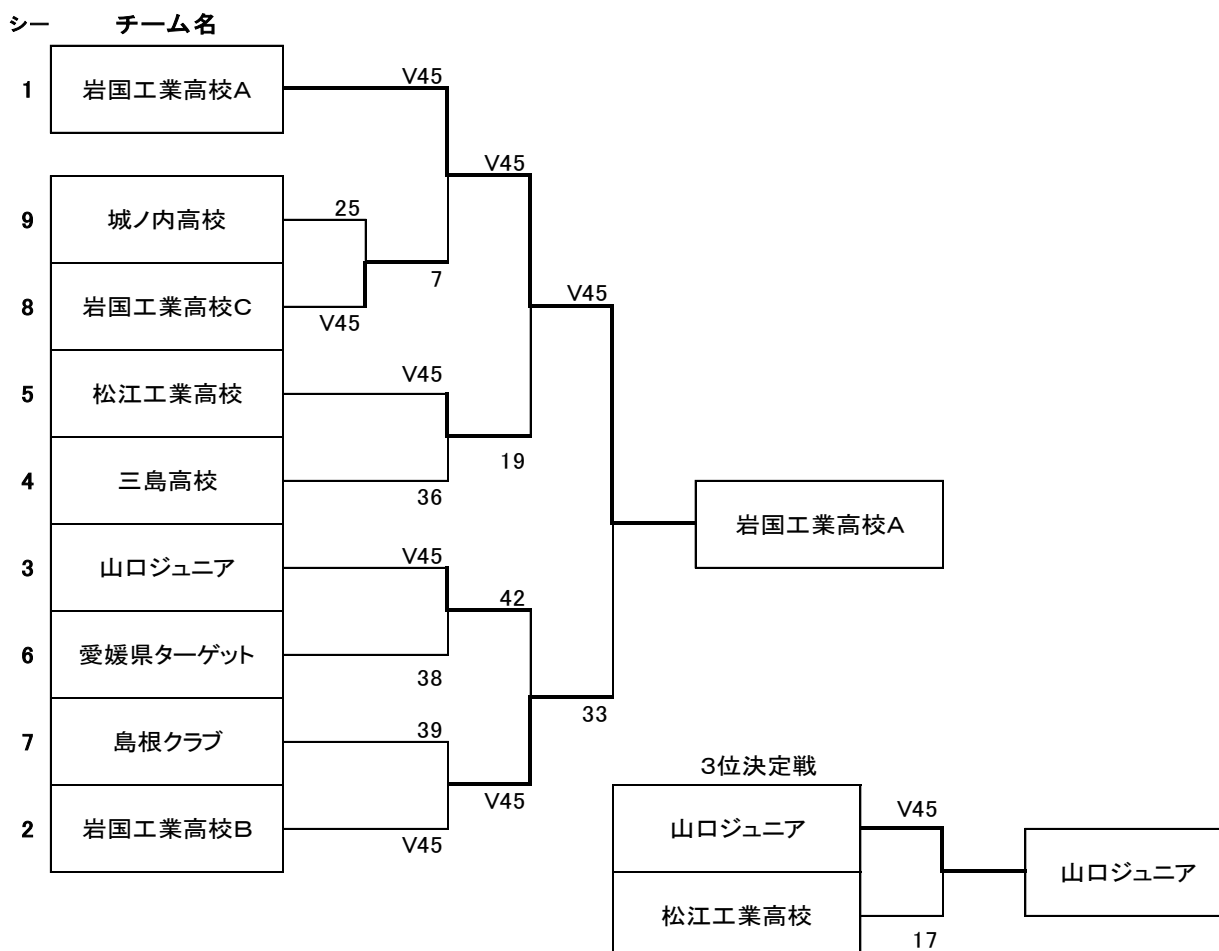 シー チーム名
V45
1 岩国工業高校A
V45
9 城ノ内高校 25
7
8 岩国工業高校C V45
V45
5 松江工業高校 V45
19
4 三島高校 36
岩国工業高校A
3 山口ジュニア V45
42
6 愛媛県ターゲット 38
33
7 島根クラブ 39
V45
2 岩国工業高校B V45
3位決定戦
山口ジュニア V45
山口ジュニア
松江工業高校 17